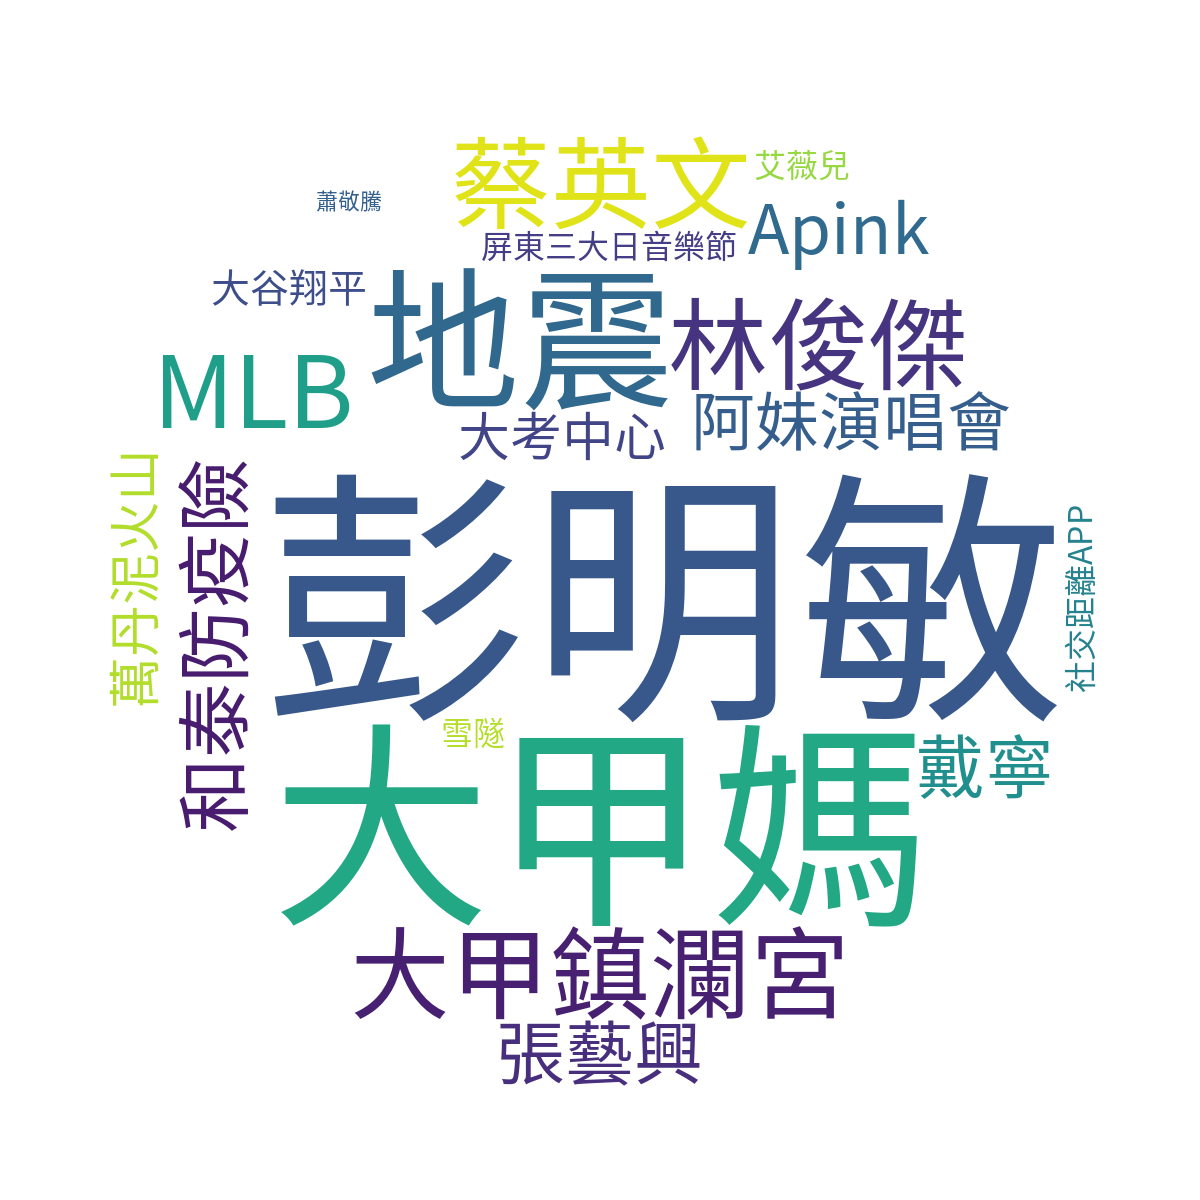 蔡英文
艾薇兒
蕭敬騰
Apink
屏東三大日音樂節
大谷翔平
地震
林俊傑
MLB
阿妹演唱會
大考中心
萬丹泥火山
和泰防疫險
彭明敏
社交距離APP
雪隧
大甲媽
戴寧
大甲鎮瀾宮
張藝興